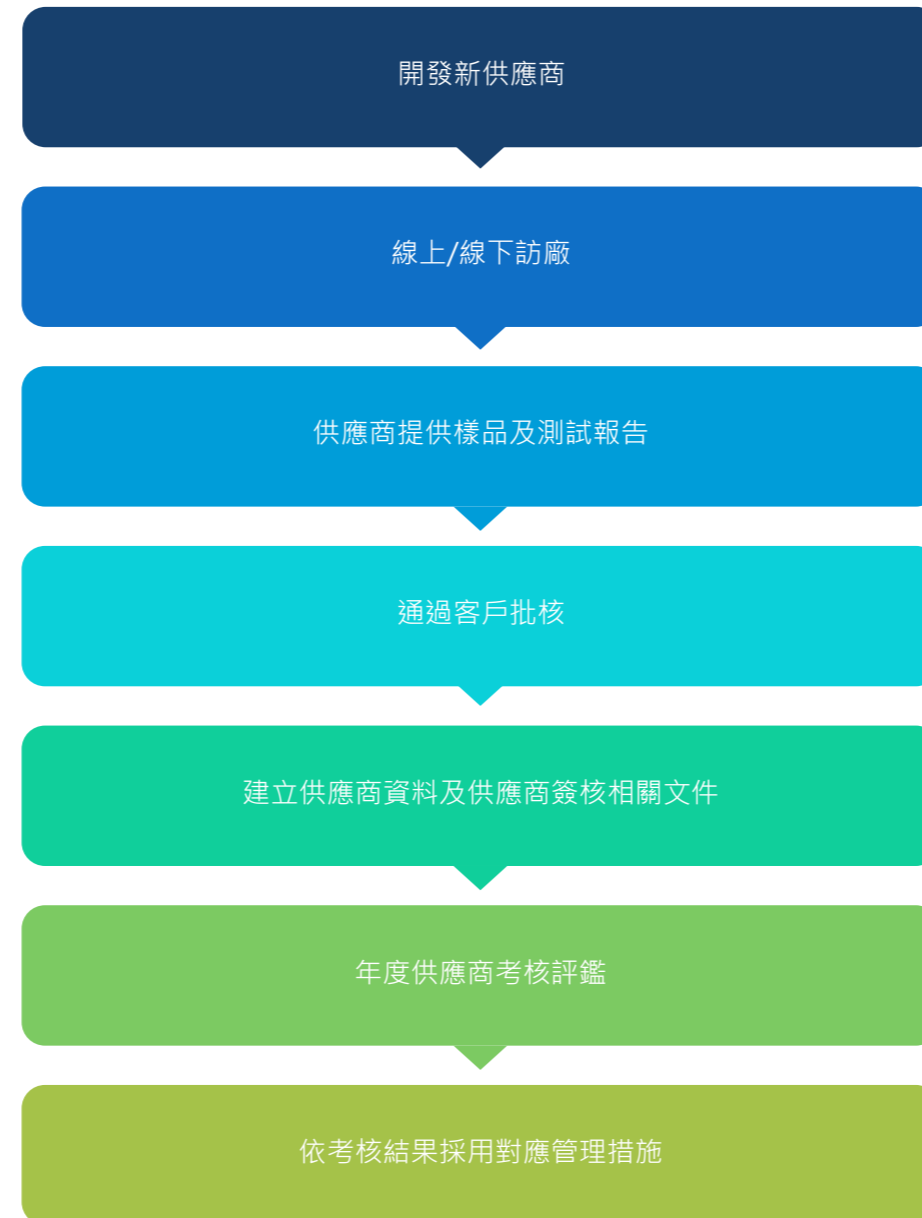 開發新供應商
線上/線下訪廠
供應商提供樣品及測試報告
通過客戶批核
建立供應商資料及供應商簽核相關文件
年度供應商考核評鑑
依考核結果採用對應管理措施